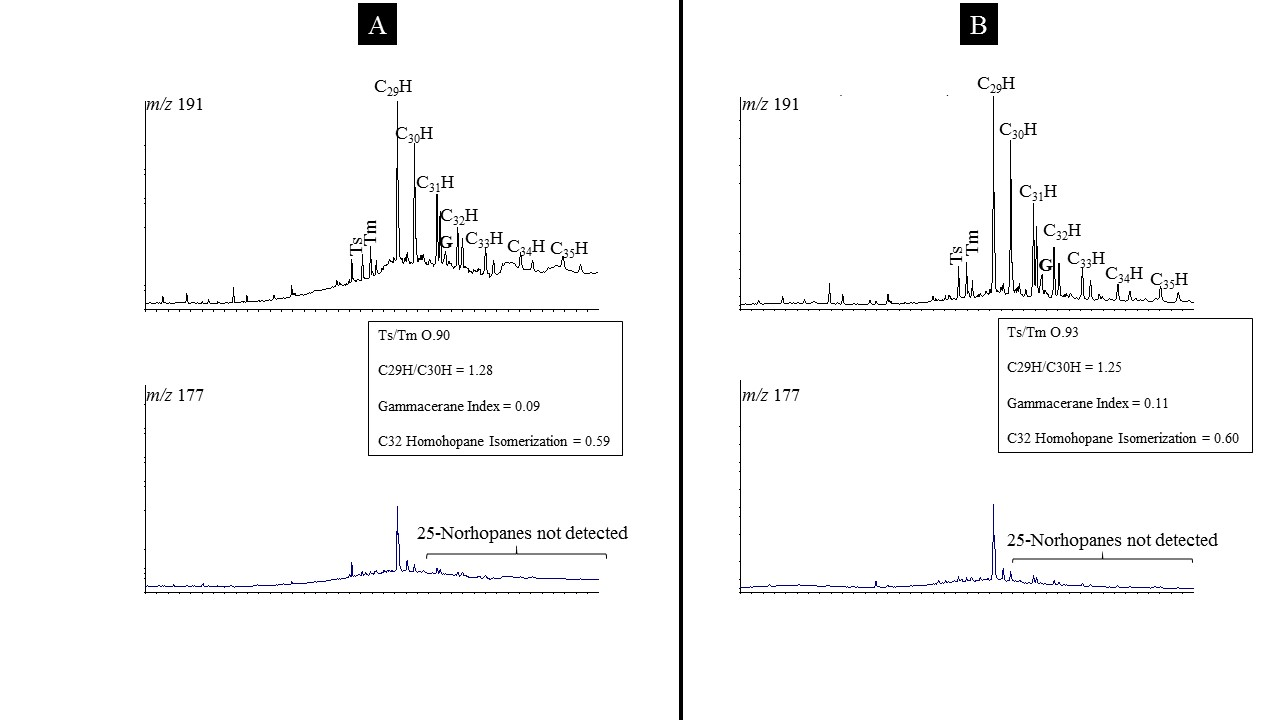 A
m/z 191
C29H
C30H
C31H
C32H
C33H
C34H
C35H
Ts
Tm
G
Ts/Tm O.90
C29H/C30H = 1.28
Gammacerane Index = 0.09
C32 Homohopane Isomerization = 0.59
m/z 177
25-Norhopanes not detected
B
m/z 191
C29H
C30H
C31H
C32H
C33H
C34H
C35H
Ts
Tm
G
Ts/Tm O.93
C29H/C30H = 1.25
Gammacerane Index = 0.11
C32 Homohopane Isomerization = 0.60
m/z 177
25-Norhopanes not detected